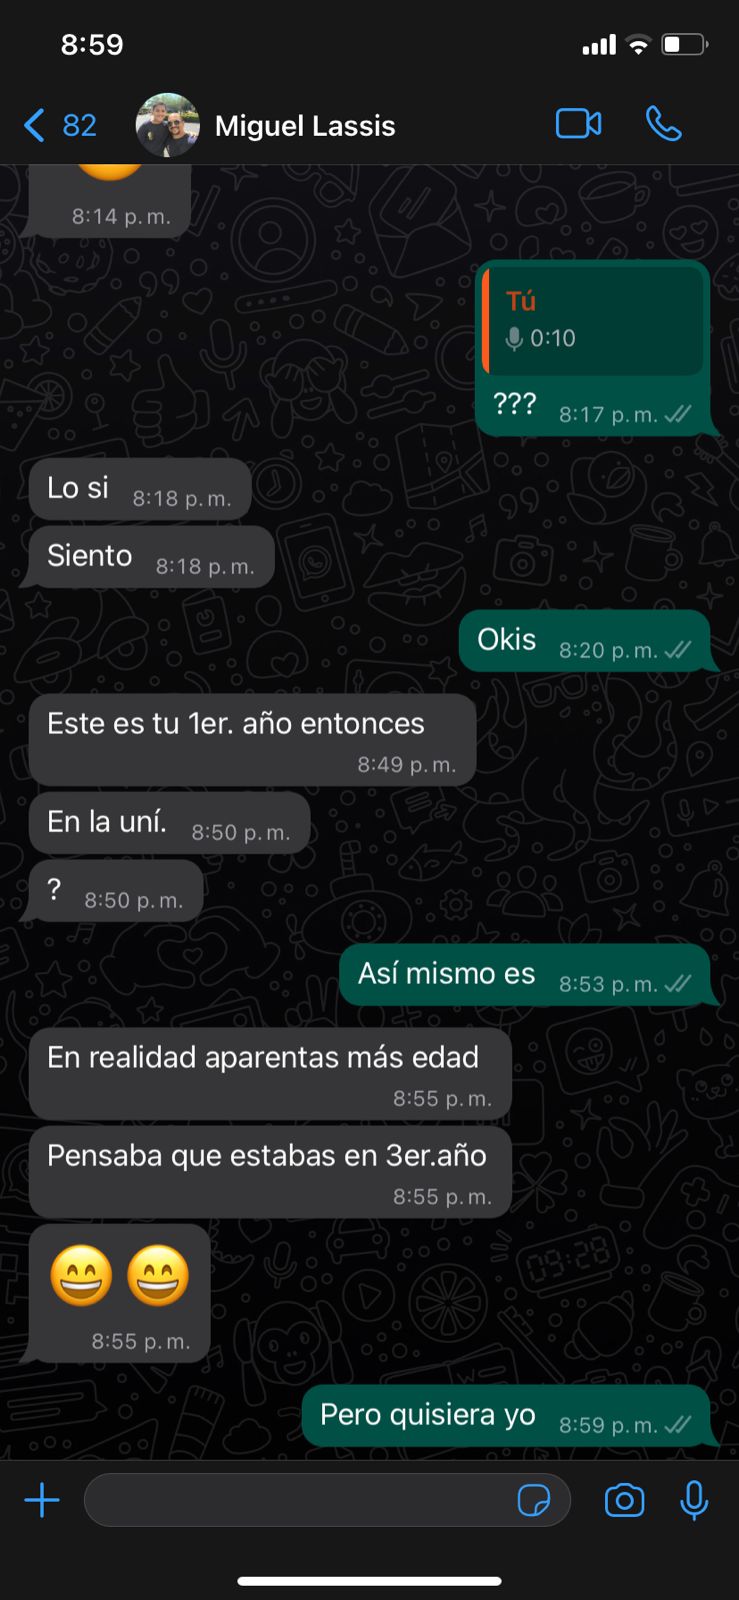 8:59
82
Miguel Lassis
8:14 p. m.
Tú
0:10
??? 8:17 p. m.
Lo si 8:18 p. m.
Siento 8:18 p. m.
Okis 8:20 p. m.
Este es tu 1er. año entonces
8:49 p. m.
En la uní. 8:50 p. m.
? 8:50 p. m.
Así mismo es 8:53 p. m.
En realidad aparentas más edad
8:55 p. m.
Pensaba que estabas en 3er.año
8:55 p. m.
😄 😄
8:55 p. m.
09:28
Pero quisiera yo 8:59 p. m.